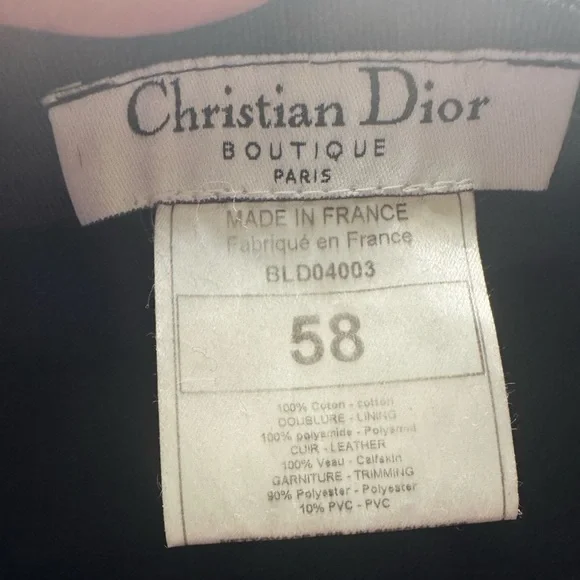 Christian Dior
BOUTIQUE
PARIS
MADE IN FRANCE
Fabriqué en France
BLD04003
58
100% Coton - cotton
DOUBLURE - LINING
100% polyamide - Polyamid
CUIR - LEATHER
100% Veau - Calfskin
GARNITURE - TRIMMING
90% Polyester - Polyester
10% PVC - PVC